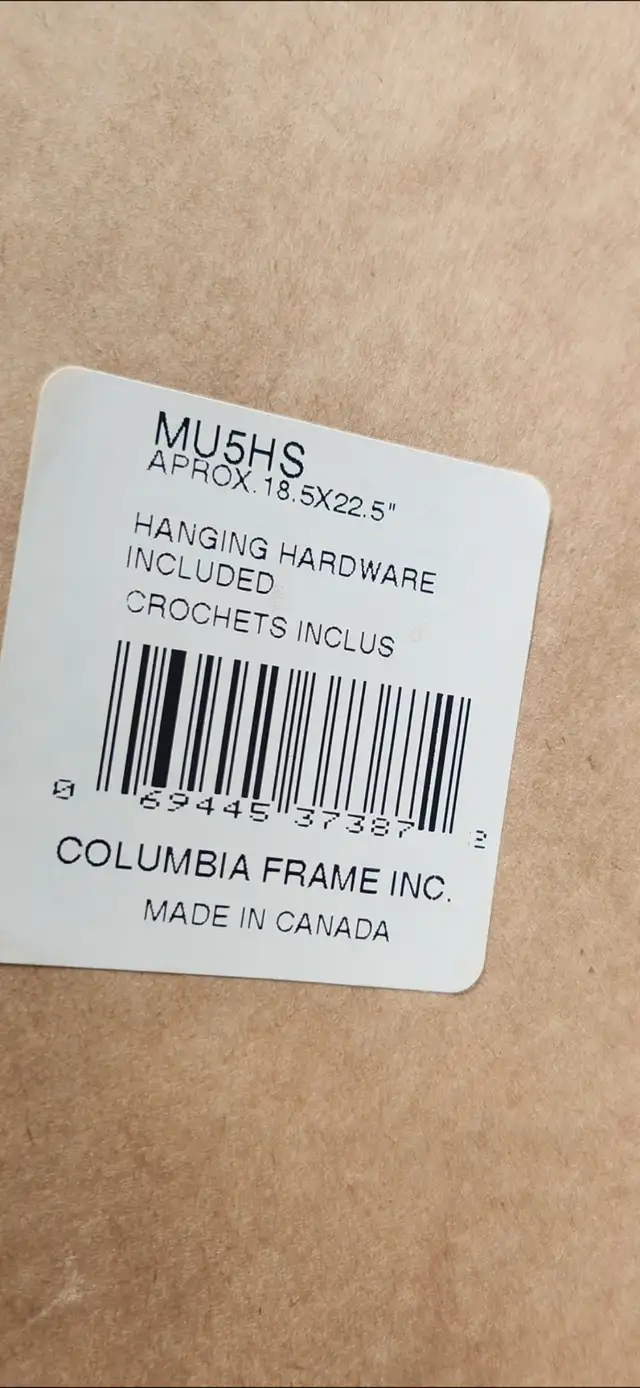 MU5HS
APROX.18.5X22.5"
HANGING HARDWARE
INCLUDED
CROCHETS INCLUS
0 69445 37387 2
COLUMBIA FRAME INC.
MADE IN CANADA